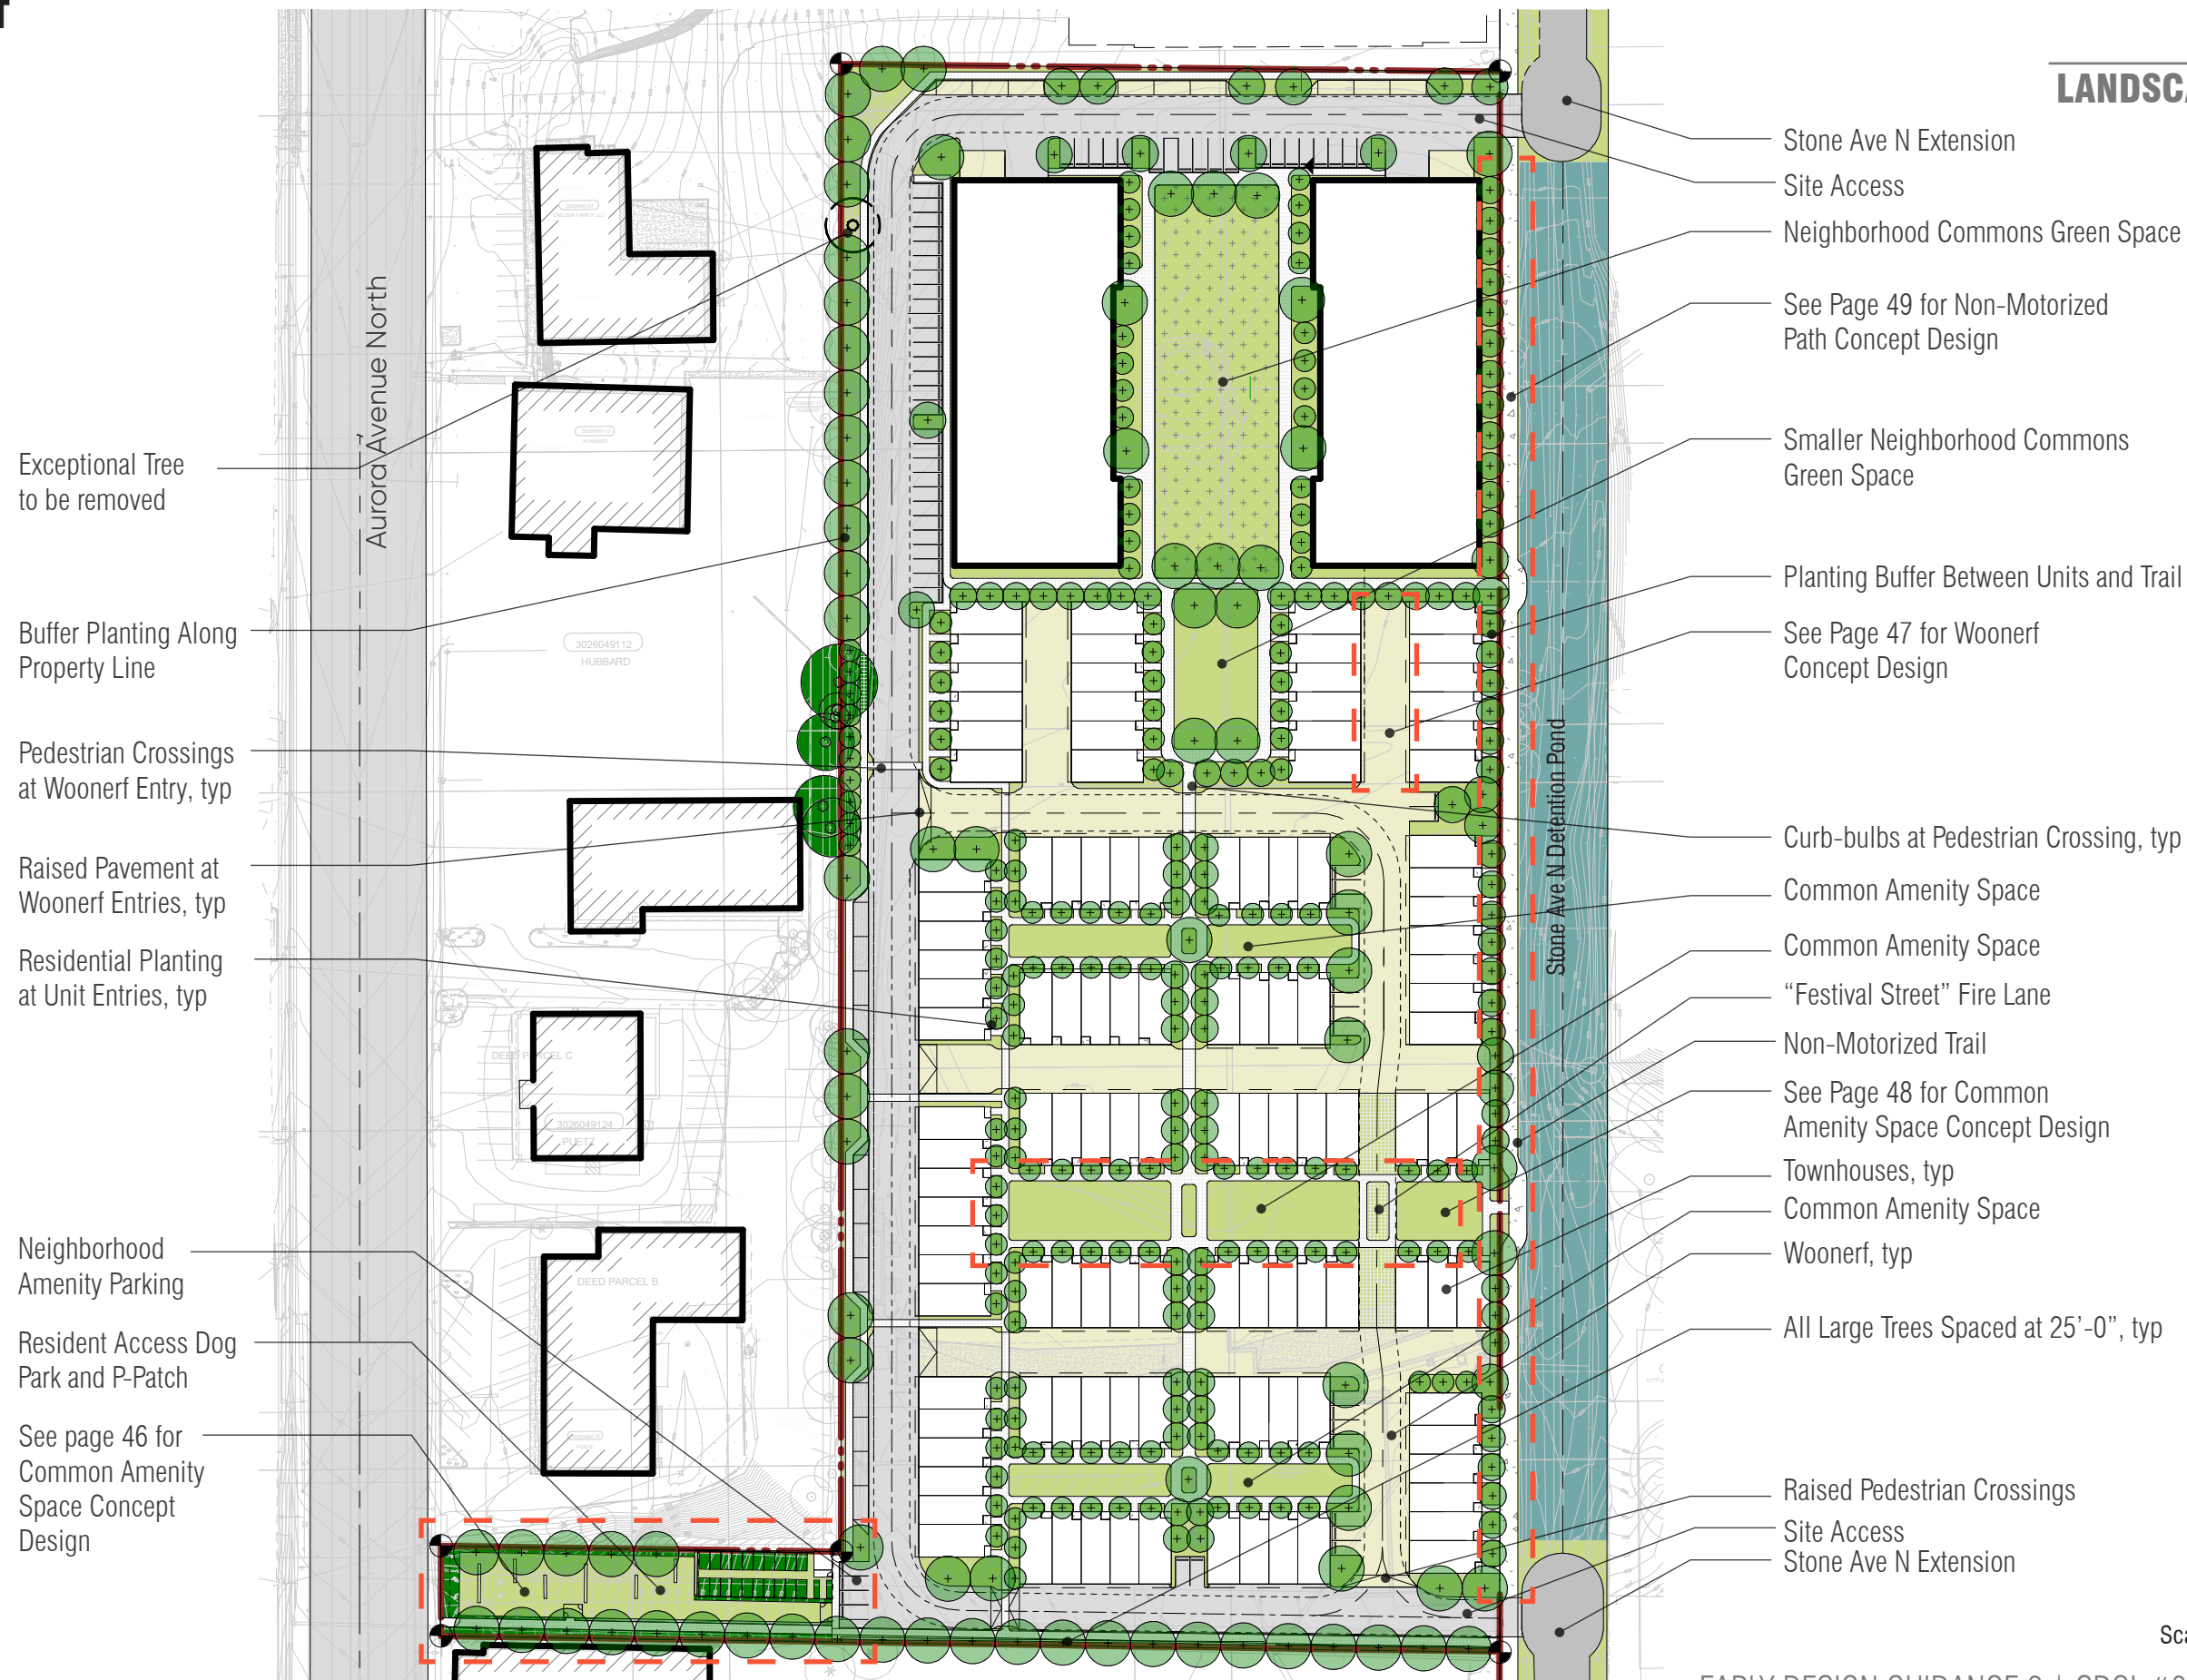 LANDSC
Stone Ave N Extension
Site Access
Neighborhood Commons Green Space
See Page 49 for Non-Motorized
Path Concept Design
Smaller Neighborhood Commons
Green Space
Planting Buffer Between Units and Trail
See Page 47 for Woonerf
Concept Design
Curb-bulbs at Pedestrian Crossing, typ
Common Amenity Space
Common Amenity Space
“Festival Street” Fire Lane
Non-Motorized Trail
See Page 48 for Common
Amenity Space Concept Design
Townhouses, typ
Common Amenity Space
Woonerf, typ
All Large Trees Spaced at 25’-0”, typ
Raised Pedestrian Crossings
Site Access
Stone Ave N Extension
Exceptional Tree
to be removed
Buffer Planting Along
Property Line
Pedestrian Crossings
at Woonerf Entry, typ
Raised Pavement at
Woonerf Entries, typ
Residential Planting
at Unit Entries, typ
Neighborhood
Amenity Parking
Resident Access Dog
Park and P-Patch
See page 46 for
Common Amenity
Space Concept
Design
Aurora Avenue North
Stone Ave N Detention Pond
3026049112
HUBBARD
HUBBARD
DEED PARCEL C
3026049124
PUETZ
DEED PARCEL B
Sca